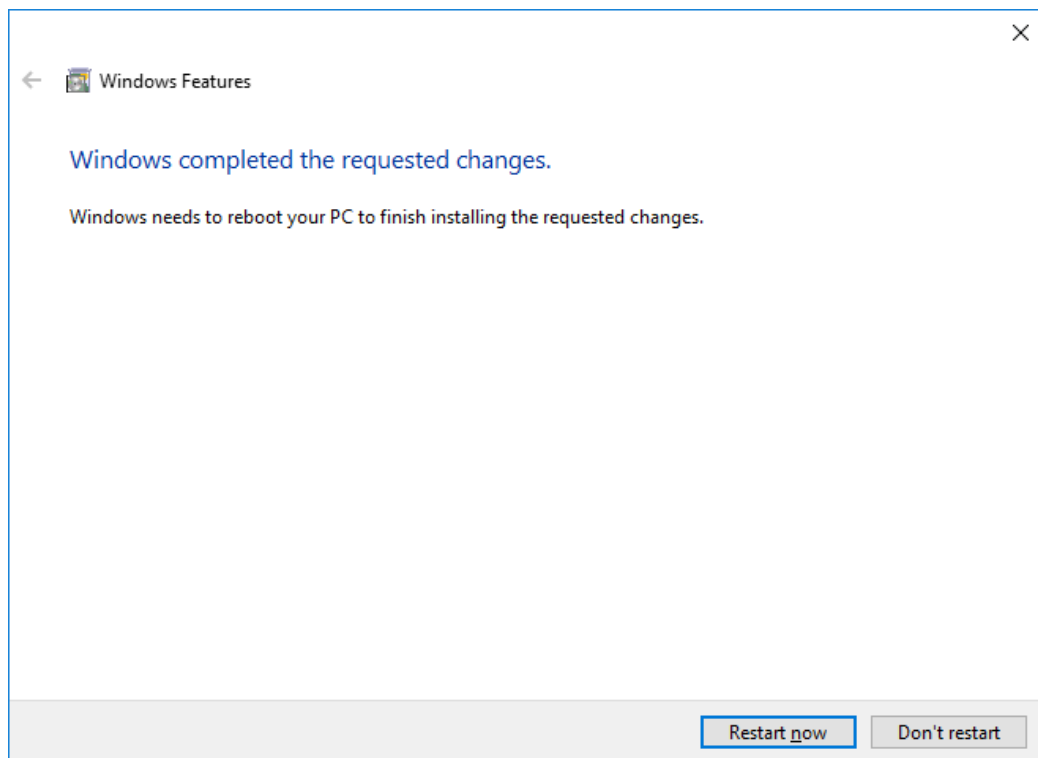 Windows Features
Windows completed the requested changes.
Windows needs to reboot your PC to finish installing the requested changes.
Restart now
Don't restart